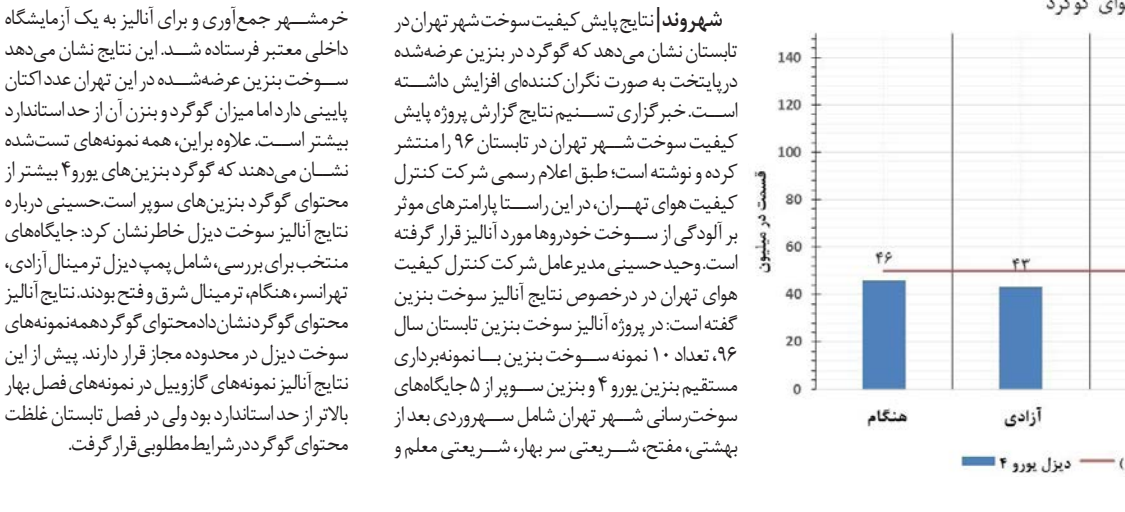 شهروند| نتایج پایش کیفیت سوخت شهر تهران در
تابستان نشان می‌دهد که گوگرد در بنزین عرضه‌شده
درپایتخت به صورت نگران‌کننده‌ای افزایش داشته
است. خبرگزاری تسنیم نتایج گزارش پروژه پایش
کیفیت سوخت شهر تهران در تابستان ۹۶ را منتشر
کرده و نوشته است؛ طبق اعلام رسمی شرکت کنترل
کیفیت هوای تهران، در این راستا پارامترهای موثر
بر آلودگی از سوخت خودروها مورد آنالیز قرار گرفته
است. وحید حسینی مدیرعامل شرکت کنترل کیفیت
هوای تهران در درخصوص نتایج آنالیز سوخت بنزین
گفته است: در پروژه آنالیز سوخت بنزین تابستان سال
۹۶، تعداد ۱۰ نمونه سوخت بنزین با نمونه‌برداری
مستقیم بنزین یورو ۴ و بنزین سوپر از ۵ جایگاه‌های
سوخت‌رسانی شهر تهران شامل سهروردی بعد از
بهشتی، مفتح، شریعتی سر بهار، شریعتی معلم و
خرمشهر جمع‌آوری و برای آنالیز به یک آزمایشگاه
داخلی معتبر فرستاده شد. این نتایج نشان می‌دهد
سوخت بنزین عرضه‌شده در این تهران عدد اکتان
پایینی دارد اما میزان گوگرد و بنزن آن از حد استاندارد
بیشتر است. علاوه براین، همه نمونه‌های تست‌شده
نشان می‌دهند که گوگرد بنزین‌های یورو۴ بیشتر از
محتوای گوگرد بنزین‌های سوپر است.حسینی درباره
نتایج آنالیز سوخت دیزل خاطرنشان کرد: جایگاه‌های
منتخب برای بررسی، شامل پمپ دیزل ترمینال آزادی،
تهرانسر، هنگام، ترمینال شرق و فتح بودند. نتایج آنالیز
محتوای گوگرد نشان داد محتوای گوگرد همه نمونه‌های
سوخت دیزل در محدوده مجاز قرار دارند. پیش از این
نتایج آنالیز نمونه‌های گازوییل در نمونه‌های فصل بهار
بالاتر از حد استاندارد بود ولی در فصل تابستان غلظت
محتوای گوگرد در شرایط مطلوبی قرار گرفت.
وای گوگرد
قسمت در میلیون
140
120
100
80
60
40
20
0
۴۶
۴۳
هنگام
آزادی
دیزل یورو ۴